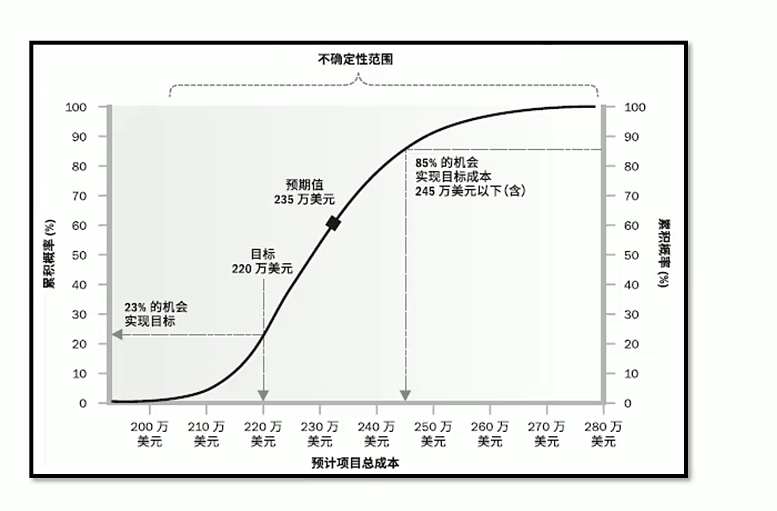 不确定性范围
100
90
80
70
60
50
40
30
20
10
0
累积概率 (%)
预期值
235 万美元
目标
220 万美元
23% 的机会
实现目标
85% 的机会
实现目标成本
245 万美元以下(含)
100
90
80
70
60
50
40
30
20
10
0
累积概率 (%)
200 万 210 万 220 万 230 万 240 万 250 万 260 万 270 万 280 万
美元 美元 美元 美元 美元 美元 美元 美元 美元
预计项目总成本